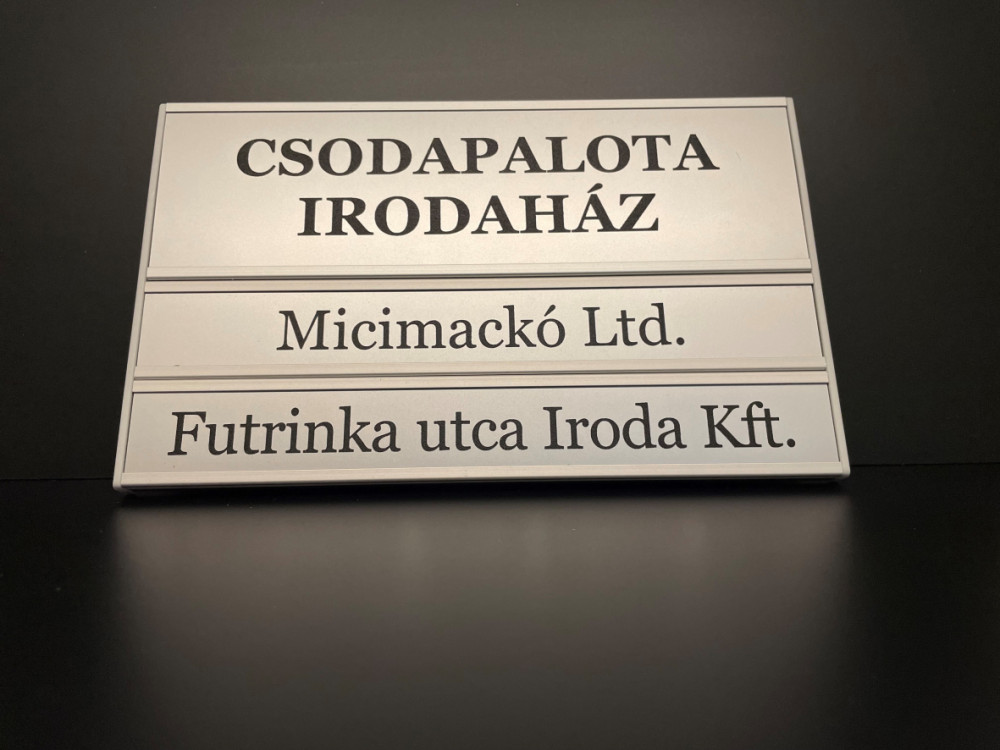 CSODAPALOTA
IRODAHÁZ
Micimackó Ltd.
Futrinka utca Iroda Kft.